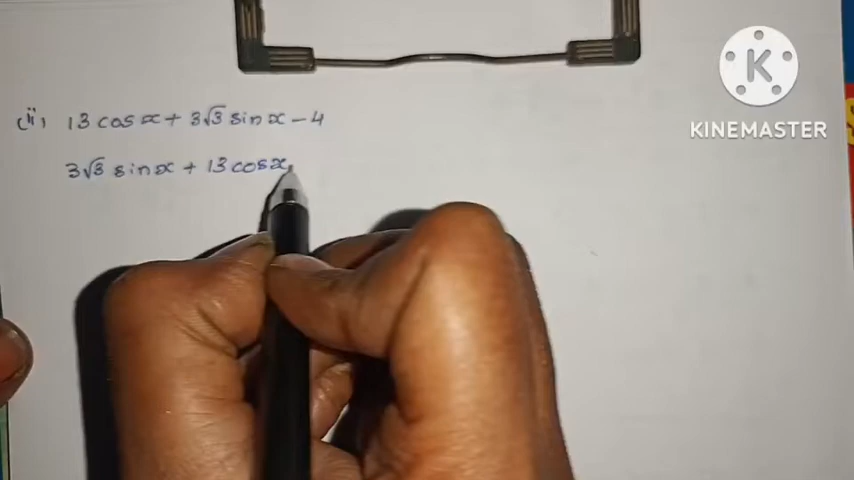 (ii) 13 cos x + 3√3 sin x - 4
3√3 sin x + 13 cos x
K
KINEMASTER